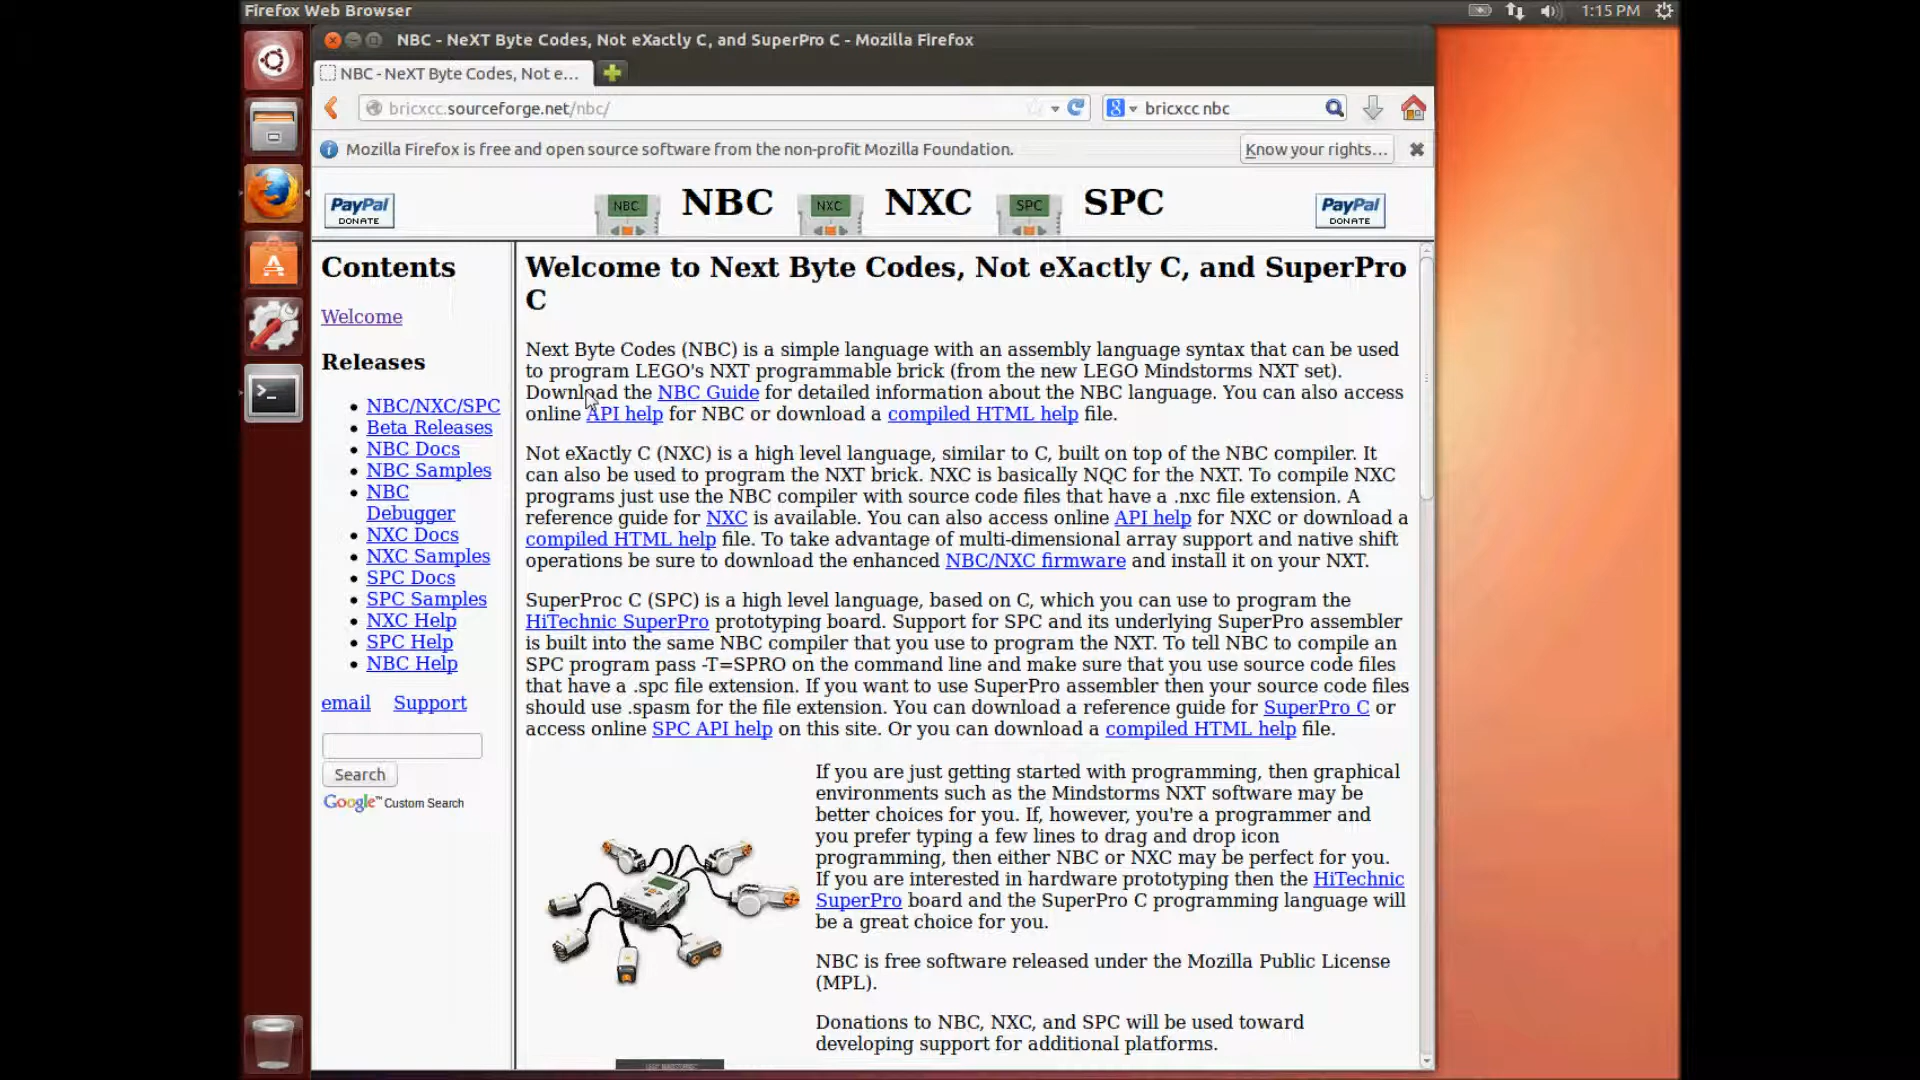 Firefox Web Browser
1:15 PM
NBC - NeXT Byte Codes, Not eXactly C, and SuperPro C - Mozilla Firefox
NBC - NeXT Byte Codes, Not e...
bricxcc.sourceforge.net/nbc/
bricxcc nbc
Mozilla Firefox is free and open source software from the non-profit Mozilla Foundation.
Know your rights...
PayPal
DONATE
NBC
NBC
NXC
NXC
SPC
SPC
PayPal
DONATE
Contents
Welcome
Releases
NBC/NXC/SPC
Beta Releases
NBC Docs
NBC Samples
NBC
Debugger
NXC Docs
NXC Samples
SPC Docs
SPC Samples
NXC Help
SPC Help
NBC Help
email Support
Search
Google™ Custom Search
Welcome to Next Byte Codes, Not eXactly C, and SuperPro
C
Next Byte Codes (NBC) is a simple language with an assembly language syntax that can be used
to program LEGO's NXT programmable brick (from the new LEGO Mindstorms NXT set).
Download the NBC Guide for detailed information about the NBC language. You can also access
online API help for NBC or download a compiled HTML help file.
Not eXactly C (NXC) is a high level language, similar to C, built on top of the NBC compiler. It
can also be used to program the NXT brick. NXC is basically NQC for the NXT. To compile NXC
programs just use the NBC compiler with source code files that have a .nxc file extension. A
reference guide for NXC is available. You can also access online API help for NXC or download a
compiled HTML help file. To take advantage of multi-dimensional array support and native shift
operations be sure to download the enhanced NBC/NXC firmware and install it on your NXT.
SuperProc C (SPC) is a high level language, based on C, which you can use to program the
HiTechnic SuperPro prototyping board. Support for SPC and its underlying SuperPro assembler
is built into the same NBC compiler that you use to program the NXT. To tell NBC to compile an
SPC program pass -T=SPRO on the command line and make sure that you use source code files
that have a .spc file extension. If you want to use SuperPro assembler then your source code files
should use .spasm for the file extension. You can download a reference guide for SuperPro C or
access online SPC API help on this site. Or you can download a compiled HTML help file.
If you are just getting started with programming, then graphical
environments such as the Mindstorms NXT software may be
better choices for you. If, however, you're a programmer and
you prefer typing a few lines to drag and drop icon
programming, then either NBC or NXC may be perfect for you.
If you are interested in hardware prototyping then the HiTechnic
SuperPro board and the SuperPro C programming language will
be a great choice for you.
NBC is free software released under the Mozilla Public License
(MPL).
Donations to NBC, NXC, and SPC will be used toward
developing support for additional platforms.